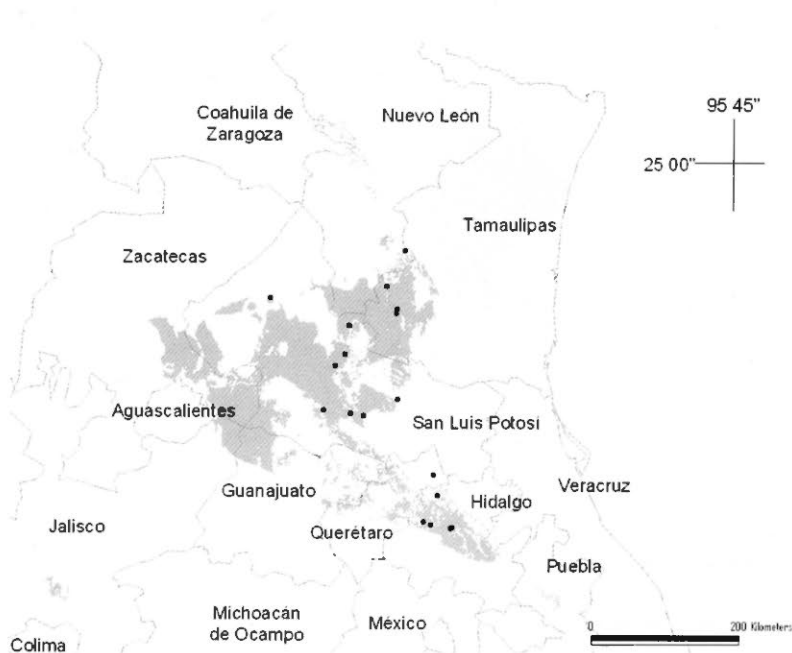 95 45"
Coahuila de
Zaragoza
Nuevo León
25 00"
Tamaulipas
Zacatecas
Aguascalientes
San Luis Potosí
Guanajuato
Hidalgo
Veracruz
Jalisco
Querétaro
Puebla
Michoacán
de Ocampo
México
Colima
0
200 Kilometers